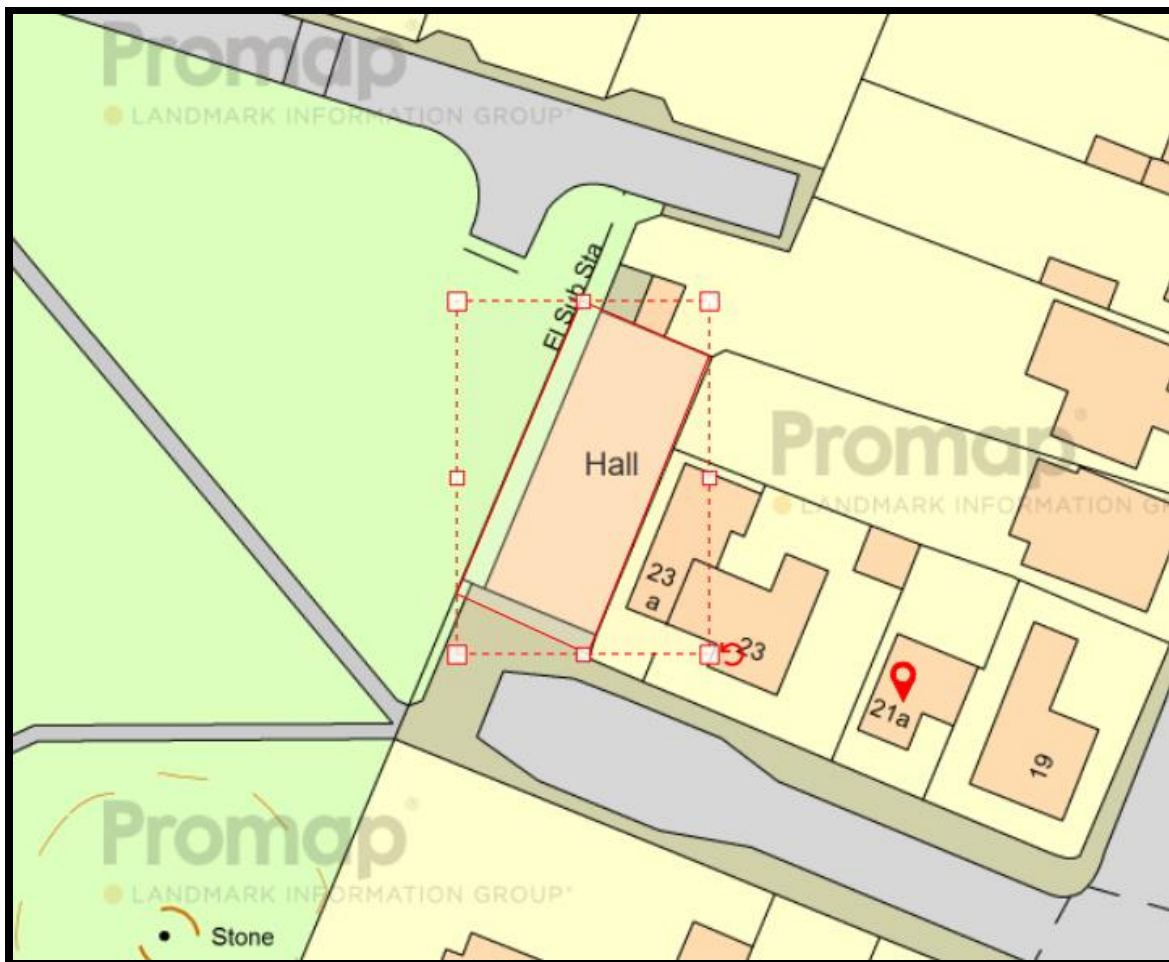 Promap
LANDMARK INFORMATION GROUP
El Sub Sta
Hall
Promap
LANDMARK INFORMATION GR
23
a
23
21a
19
Promap
LANDMARK INFORMATION GROUP
Stone